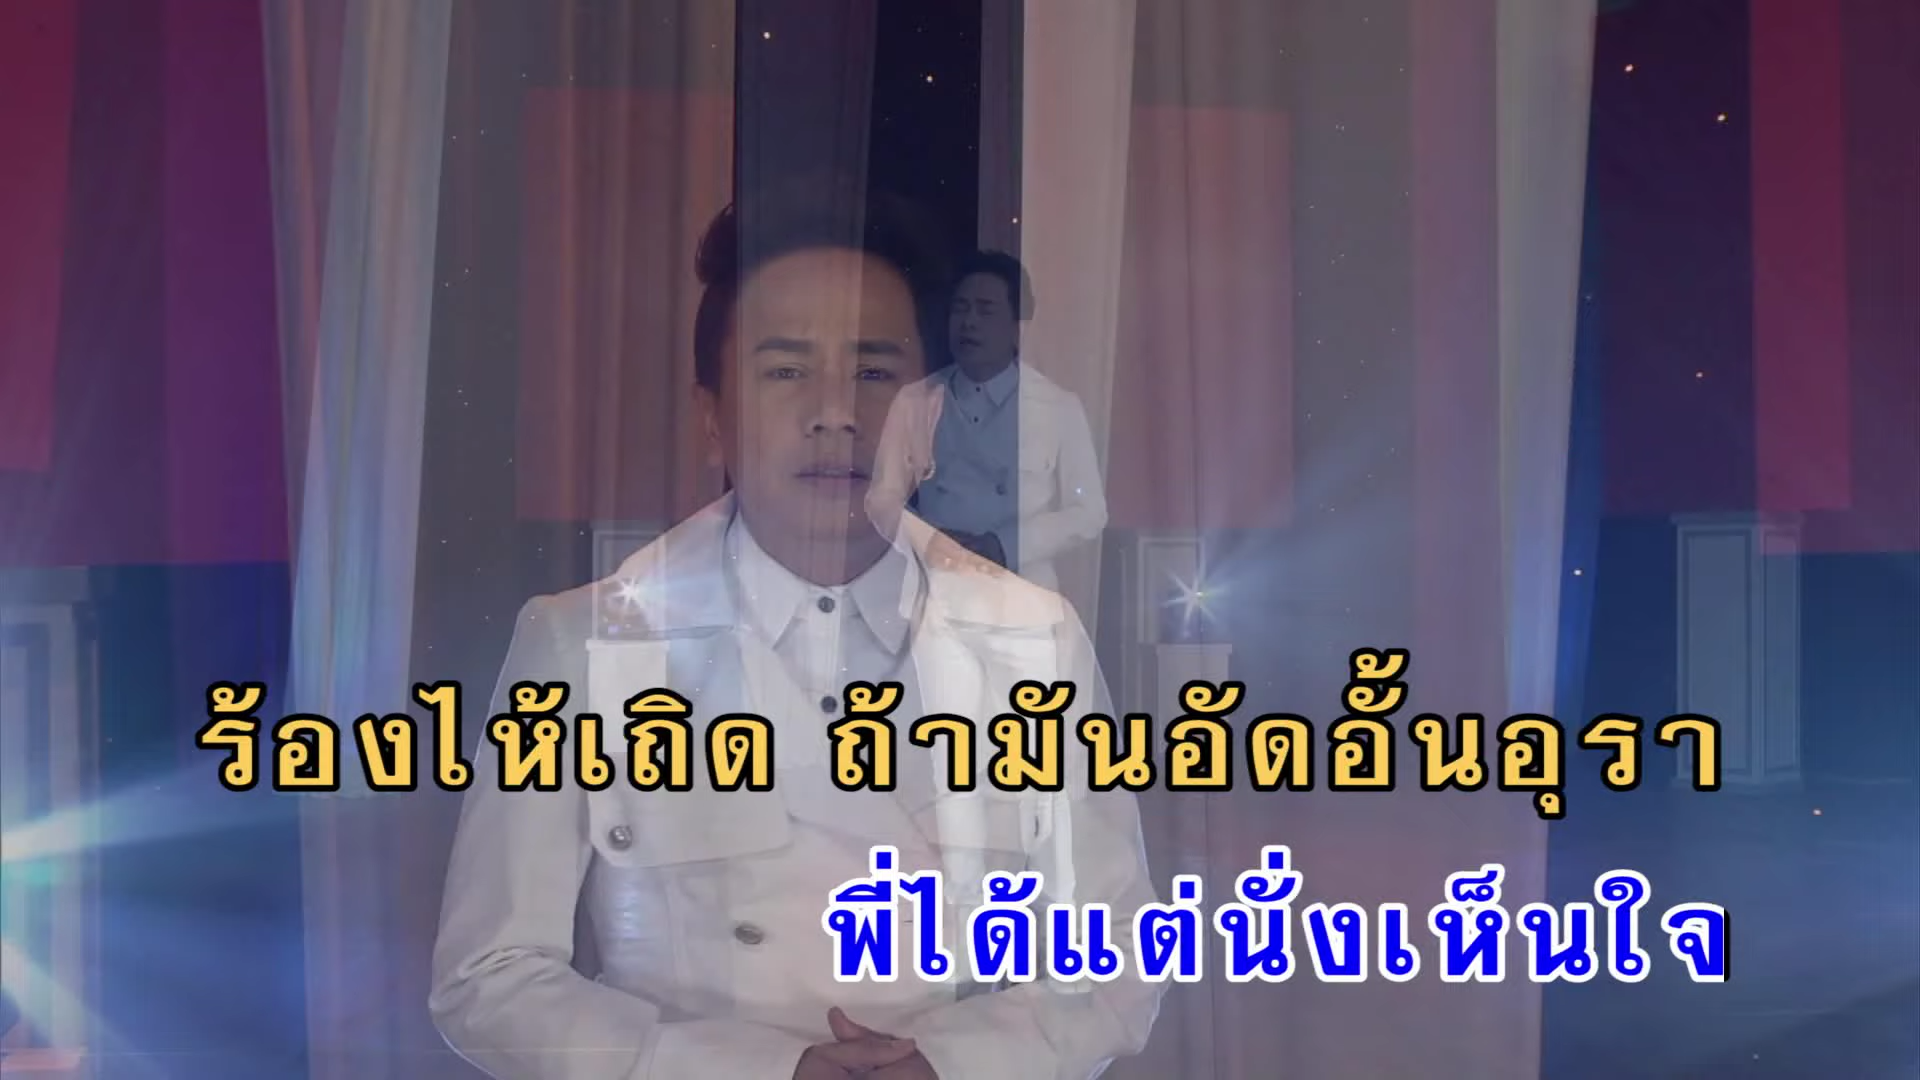 ร้องไห้เถิด ถ้ามันอัดอั้นอุรา
พี่ได้แต่นั่งเห็นใจ